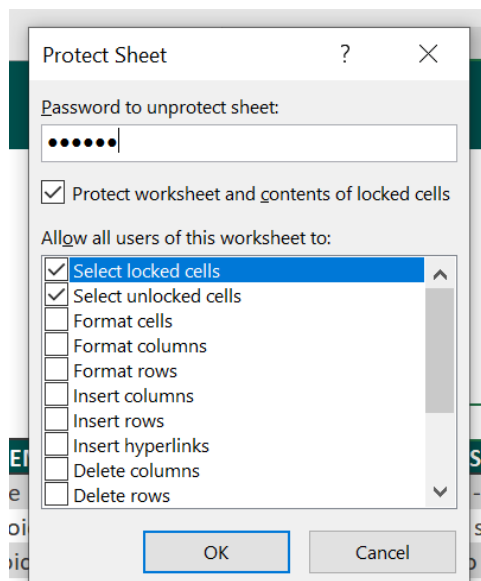 Protect Sheet ?
Password to unprotect sheet:
••••••
Protect worksheet and contents of locked cells
Allow all users of this worksheet to:
Select locked cells
Select unlocked cells
Format cells
Format columns
Format rows
Insert columns
Insert rows
Insert hyperlinks
Delete columns
Delete rows
OK Cancel